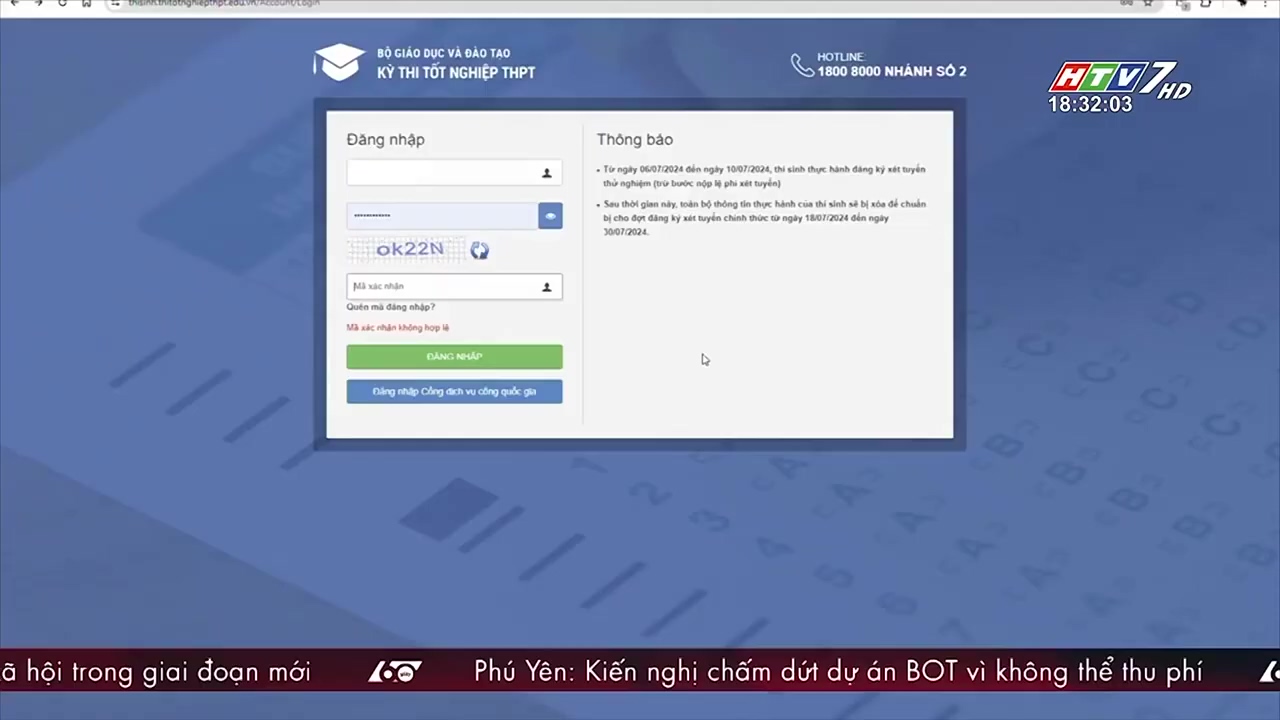 thisinh.thitotnghiepthpt.edu.vn/Account/Login
BỘ GIÁO DỤC VÀ ĐÀO TẠO
KỲ THI TỐT NGHIỆP THPT
HOTLINE:
1800 8000 NHÁNH SỐ 2
HTV7 HD
18:32:03
Đăng nhập
ok22N
Mã xác nhận
Quên mã đăng nhập?
Mã xác nhận không hợp lệ
ĐĂNG NHẬP
Đăng nhập Cổng dịch vụ công quốc gia
Thông báo
Từ ngày 06/07/2024 đến ngày 10/07/2024, thí sinh thực hành đăng ký xét tuyển
thử nghiệm (trừ bước nộp lệ phí xét tuyển)
Sau thời gian này, toàn bộ thông tin thực hành của thí sinh sẽ bị xóa để chuẩn
bị cho đợt đăng ký xét tuyển chính thức từ ngày 18/07/2024 đến ngày
30/07/2024.
ã hội trong giai đoạn mới 60 giây Phú Yên: Kiến nghị chấm dứt dự án BOT vì không thể thu phí